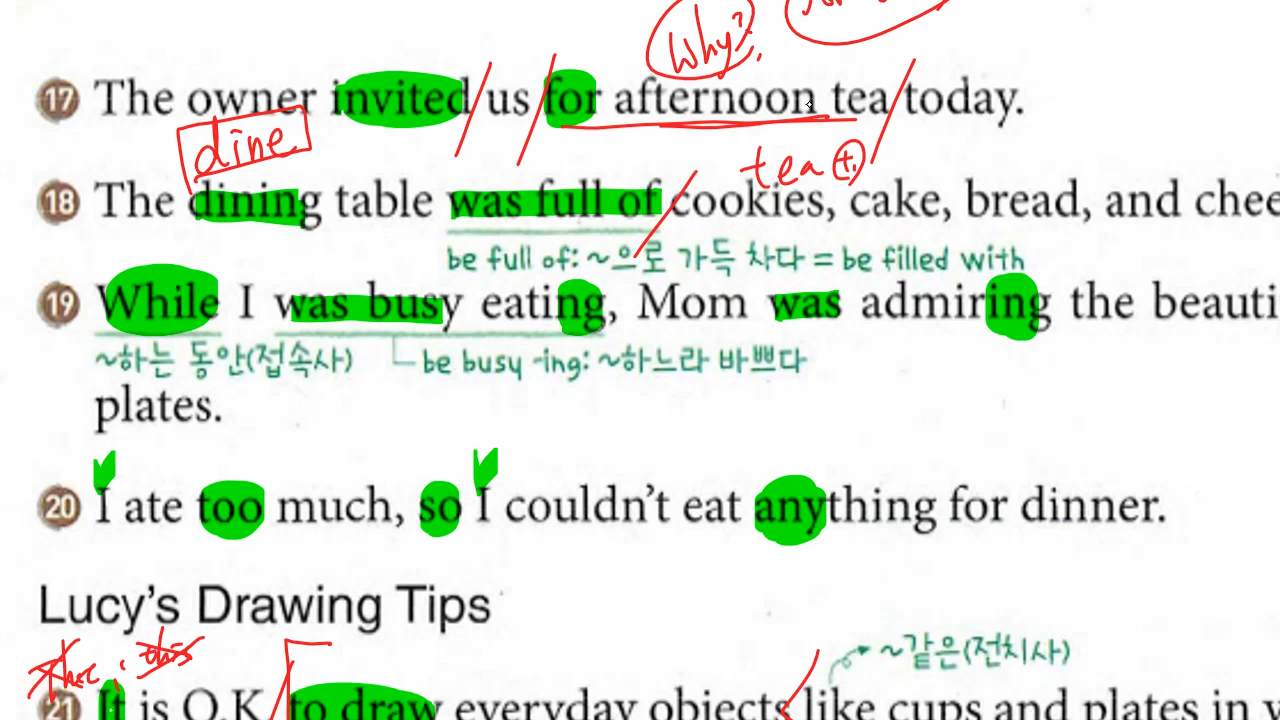 Why?
17 The owner invited us for afternoon tea today.
dine
tea
18 The dining table was full of cookies, cake, bread, and chee
be full of: ~으로 가득 차다 = be filled with
19 While I was busy eating, Mom was admiring the beauti
~하는 동안(접속사) be busy -ing: ~하느라 바쁘다
plates.
20 I ate too much, so I couldn't eat anything for dinner.
Lucy's Drawing Tips
~같은(전치사)
21 It is O.K. to draw everyday objects like cups and plates in